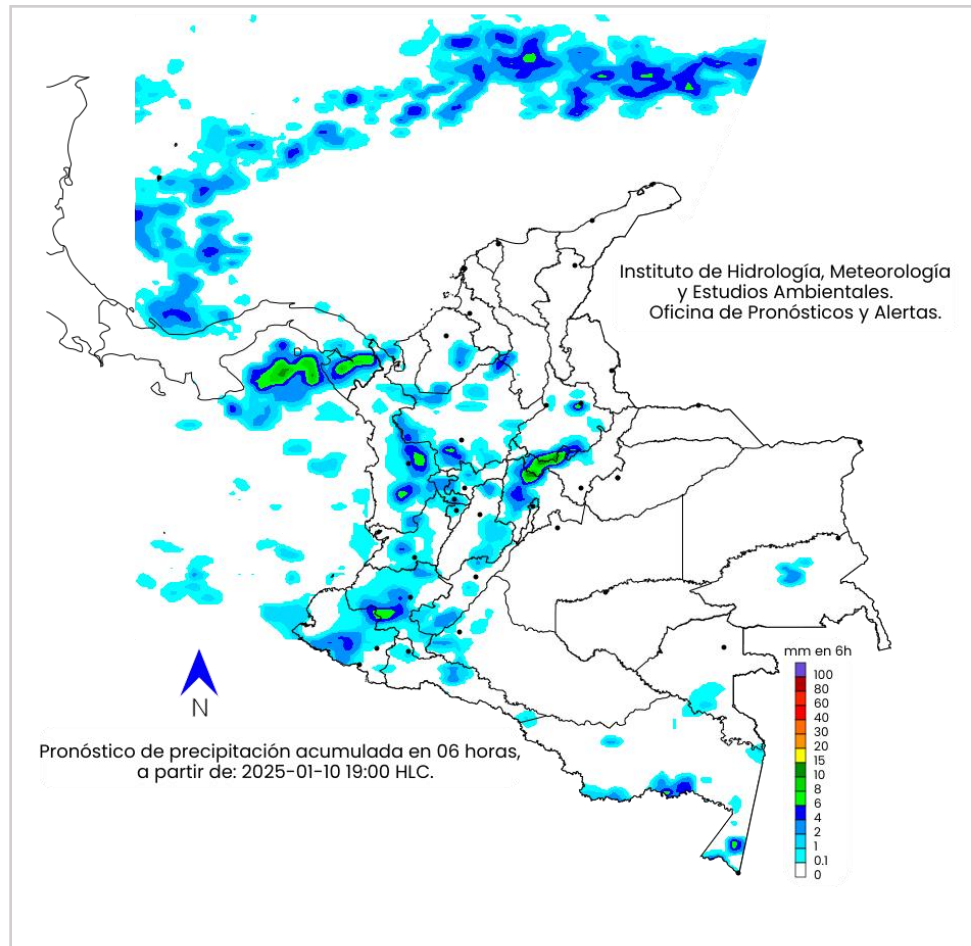 Instituto de Hidrología, Meteorología
y Estudios Ambientales.
Oficina de Pronósticos y Alertas.
N
Pronóstico de precipitación acumulada en 06 horas,
a partir de: 2025-01-10 19:00 HLC.
mm en 6h
100
80
60
40
30
20
15
10
8
6
4
2
1
0.1
0